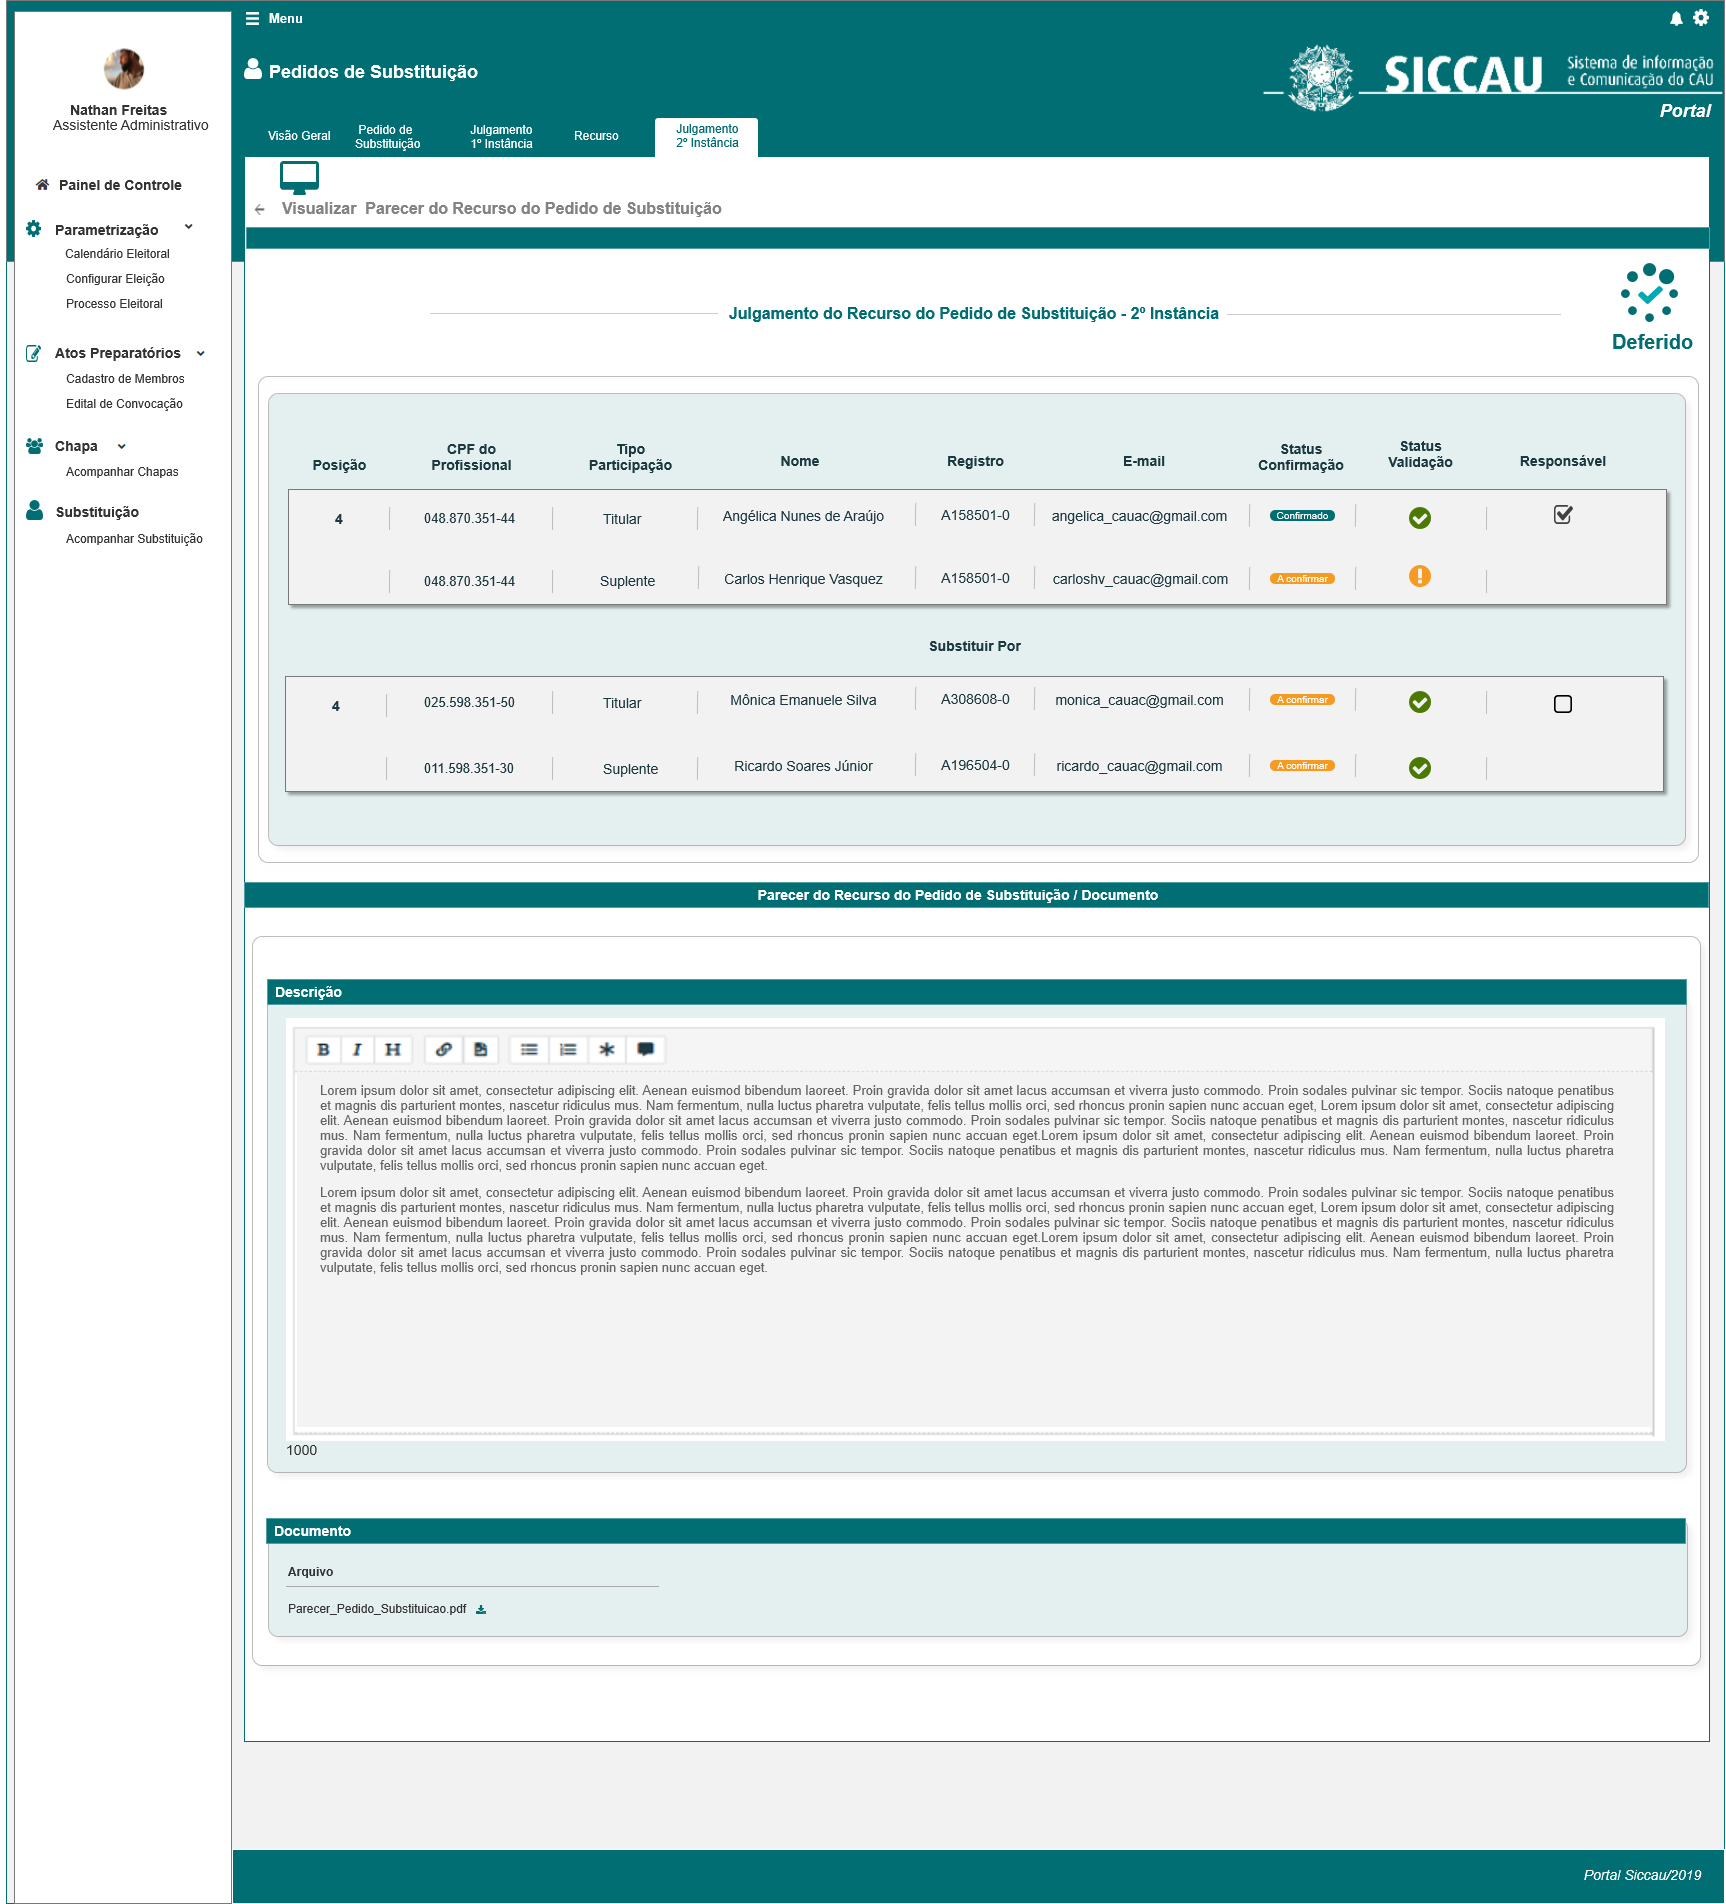 Menu
Pedidos de Substituição
SICCAU
Sistema de informação
e Comunicação do CAU
Portal
Nathan Freitas
Assistente Administrativo
Painel de Controle
Parametrização
Calendário Eleitoral
Configurar Eleição
Processo Eleitoral
Atos Preparatórios
Cadastro de Membros
Edital de Convocação
Chapa
Acompanhar Chapas
Substituição
Acompanhar Substituição
Visão Geral
Pedido de
Substituição
Julgamento
1º Instância
Recurso
Julgamento
2º Instância
Visualizar Parecer do Recurso do Pedido de Substituição
Julgamento do Recurso do Pedido de Substituição - 2º Instância
Deferido
Posição
CPF do
Profissional
Tipo
Participação
Nome
Registro
E-mail
Status
Confirmação
Status
Validação
Responsável
4 048.870.351-44 Titular Angélica Nunes de Araújo A158501-0 angelica_cauac@gmail.com Confirmado
048.870.351-44 Suplente Carlos Henrique Vasquez A158501-0 carloshv_cauac@gmail.com A confirmar
Substituir Por
4 025.598.351-50 Titular Mônica Emanuele Silva A308608-0 monica_cauac@gmail.com A confirmar
011.598.351-30 Suplente Ricardo Soares Júnior A196504-0 ricardo_cauac@gmail.com A confirmar
Parecer do Recurso do Pedido de Substituição / Documento
Descrição
B I H
Lorem ipsum dolor sit amet, consectetur adipiscing elit. Aenean euismod bibendum laoreet. Proin gravida dolor sit amet lacus accumsan et viverra justo commodo. Proin sodales pulvinar sic tempor. Sociis natoque penatibus
et magnis dis parturient montes, nascetur ridiculus mus. Nam fermentum, nulla luctus pharetra vulputate, felis tellus mollis orci, sed rhoncus pronin sapien nunc accuan eget, Lorem ipsum dolor sit amet, consectetur adipiscing
elit. Aenean euismod bibendum laoreet. Proin gravida dolor sit amet lacus accumsan et viverra justo commodo. Proin sodales pulvinar sic tempor. Sociis natoque penatibus et magnis dis parturient montes, nascetur ridiculus
mus. Nam fermentum, nulla luctus pharetra vulputate, felis tellus mollis orci, sed rhoncus pronin sapien nunc accuan eget.Lorem ipsum dolor sit amet, consectetur adipiscing elit. Aenean euismod bibendum laoreet. Proin
gravida dolor sit amet lacus accumsan et viverra justo commodo. Proin sodales pulvinar sic tempor. Sociis natoque penatibus et magnis dis parturient montes, nascetur ridiculus mus. Nam fermentum, nulla luctus pharetra
vulputate, felis tellus mollis orci, sed rhoncus pronin sapien nunc accuan eget.
Lorem ipsum dolor sit amet, consectetur adipiscing elit. Aenean euismod bibendum laoreet. Proin gravida dolor sit amet lacus accumsan et viverra justo commodo. Proin sodales pulvinar sic tempor. Sociis natoque penatibus
et magnis dis parturient montes, nascetur ridiculus mus. Nam fermentum, nulla luctus pharetra vulputate, felis tellus mollis orci, sed rhoncus pronin sapien nunc accuan eget, Lorem ipsum dolor sit amet, consectetur adipiscing
elit. Aenean euismod bibendum laoreet. Proin gravida dolor sit amet lacus accumsan et viverra justo commodo. Proin sodales pulvinar sic tempor. Sociis natoque penatibus et magnis dis parturient montes, nascetur ridiculus
mus. Nam fermentum, nulla luctus pharetra vulputate, felis tellus mollis orci, sed rhoncus pronin sapien nunc accuan eget.Lorem ipsum dolor sit amet, consectetur adipiscing elit. Aenean euismod bibendum laoreet. Proin
gravida dolor sit amet lacus accumsan et viverra justo commodo. Proin sodales pulvinar sic tempor. Sociis natoque penatibus et magnis dis parturient montes, nascetur ridiculus mus. Nam fermentum, nulla luctus pharetra
vulputate, felis tellus mollis orci, sed rhoncus pronin sapien nunc accuan eget.
1000
Documento
Arquivo
Parecer_Pedido_Substituicao.pdf
Portal Siccau/2019